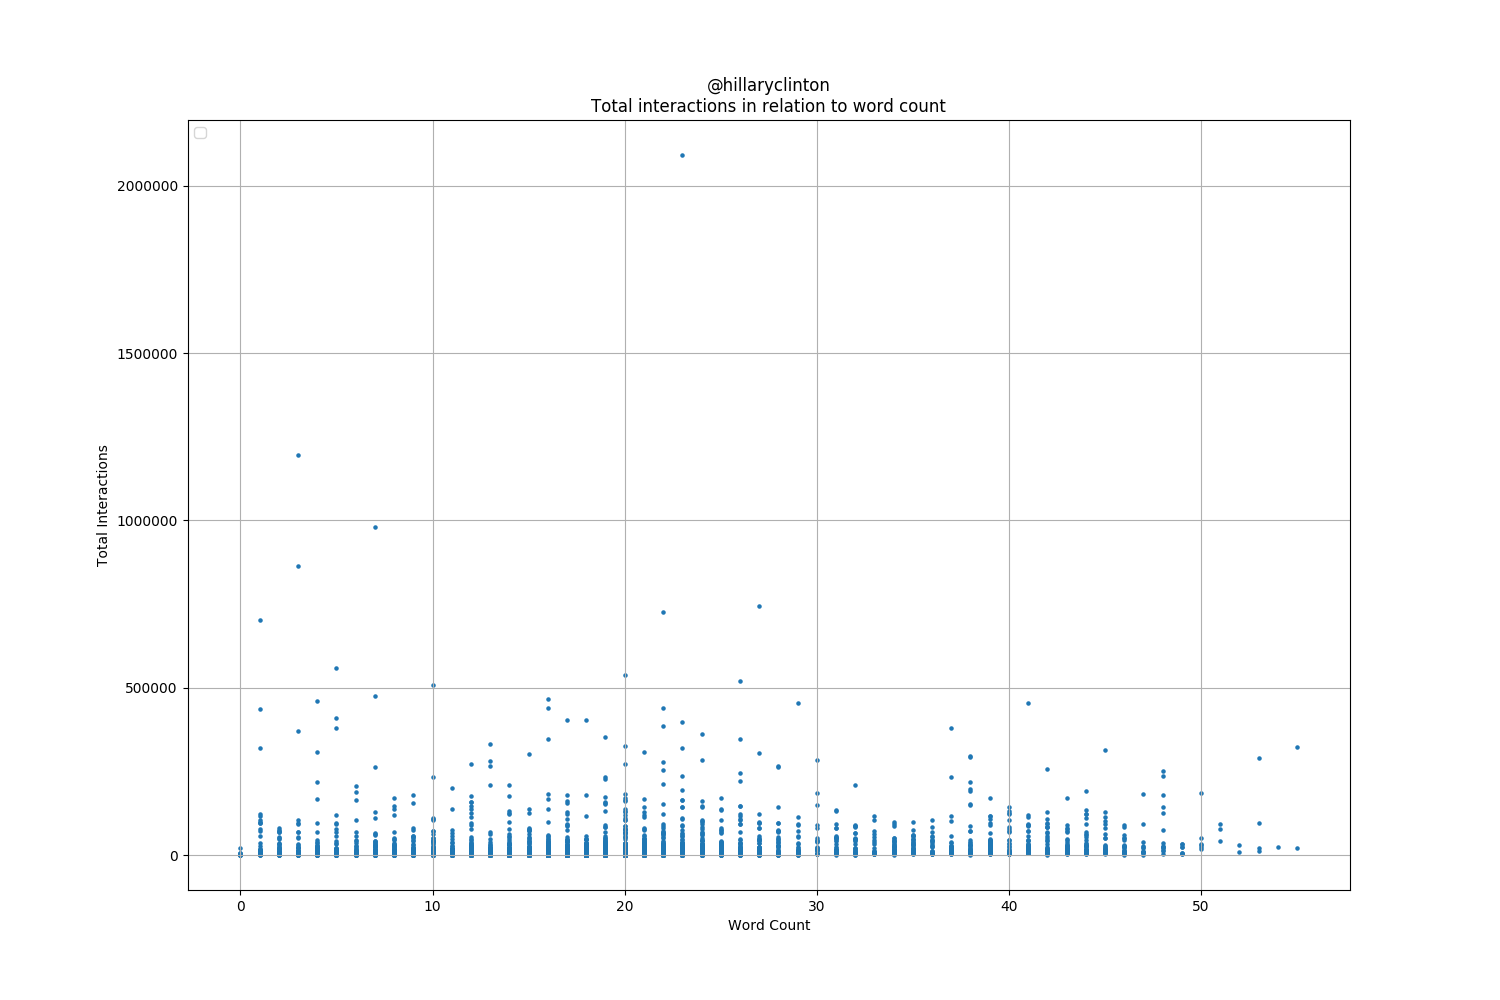 @hillaryclinton
Total interactions in relation to word count
2000000
1500000
1000000
500000
0
Total Interactions
0 10 20 30 40 50
Word Count